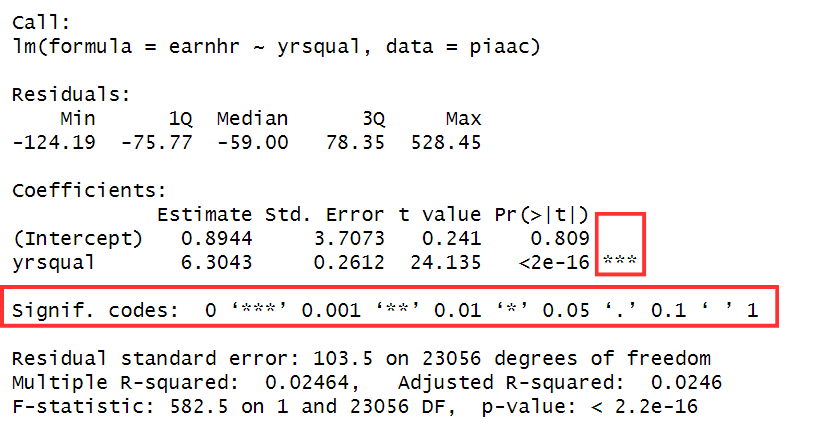 Call:
lm(formula = earnhr ~ yrsqual, data = piaac)
Residuals:
Min 1Q Median 3Q Max
-124.19 -75.77 -59.00 78.35 528.45
Coefficients:
Estimate Std. Error t value Pr(>|t|)
(Intercept) 0.8944 3.7073 0.241 0.809
yrsqual 6.3043 0.2612 24.135 <2e-16 ***
Signif. codes: 0 ‘***’ 0.001 ‘**’ 0.01 ‘*’ 0.05 ‘.’ 0.1 ‘ ’ 1
Residual standard error: 103.5 on 23056 degrees of freedom
Multiple R-squared: 0.02464, Adjusted R-squared: 0.0246
F-statistic: 582.5 on 1 and 23056 DF, p-value: < 2.2e-16